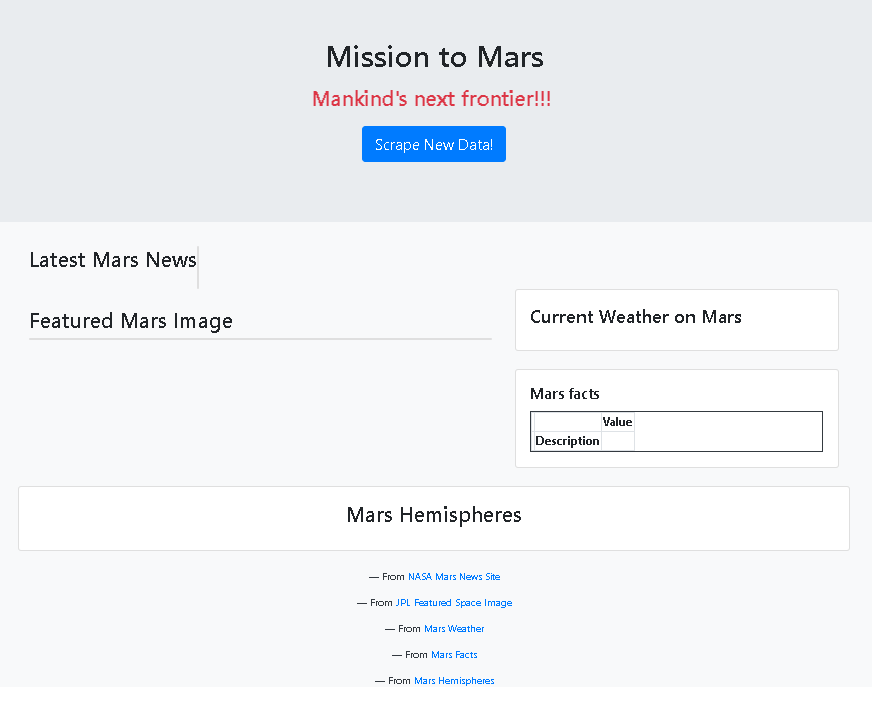 Mission to Mars
Mankind's next frontier!!!
Scrape New Data!
Latest Mars News
Featured Mars Image
Current Weather on Mars
Mars facts
Value
Description
Mars Hemispheres
— From NASA Mars News Site
— From JPL Featured Space Image
— From Mars Weather
— From Mars Facts
— From Mars Hemispheres